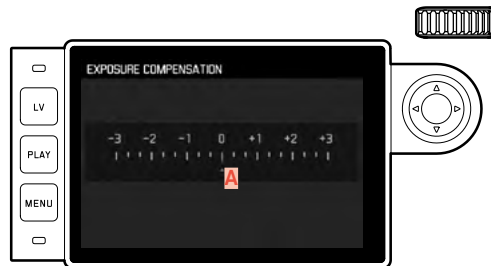 EXPOSURE COMPENSATION
LV
-3 -2 -1 0 +1 +2 +3
PLAY
A
MENU